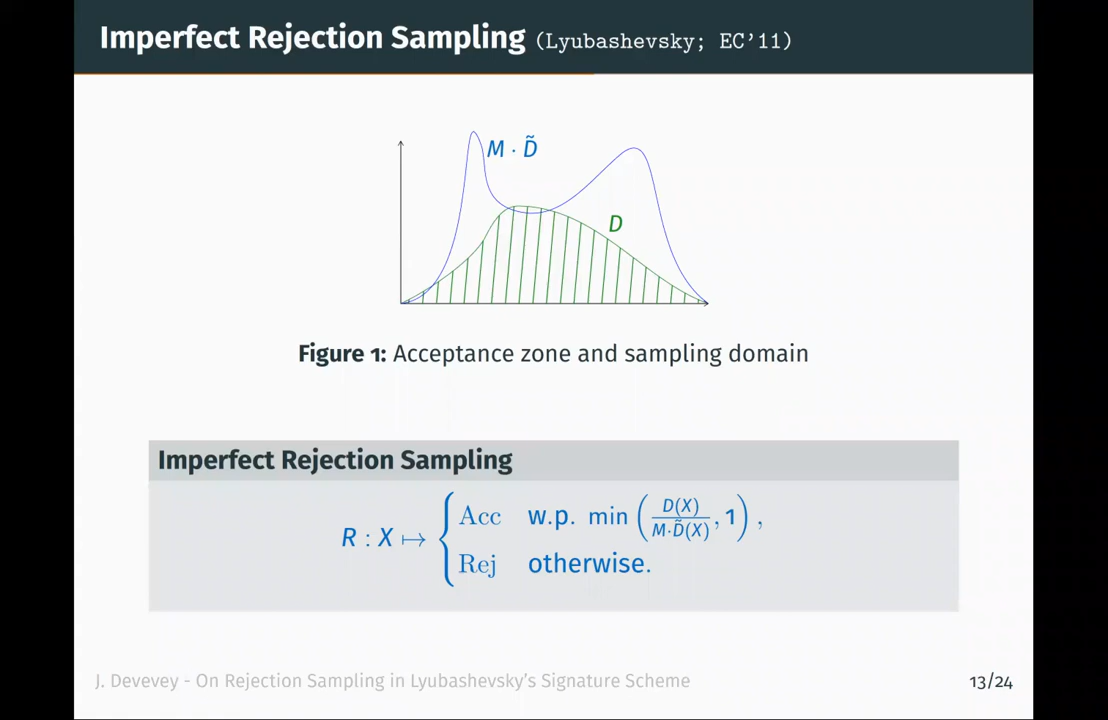 Imperfect Rejection Sampling (Lyubashevsky; EC'11)
M · D̃
D
Figure 1: Acceptance zone and sampling domain
Imperfect Rejection Sampling
R : X ↦ { Acc w.p. min ( D(X) / M·D̃(X) , 1 ) ,
Rej otherwise.
J. Devevey - On Rejection Sampling in Lyubashevsky's Signature Scheme 13/24